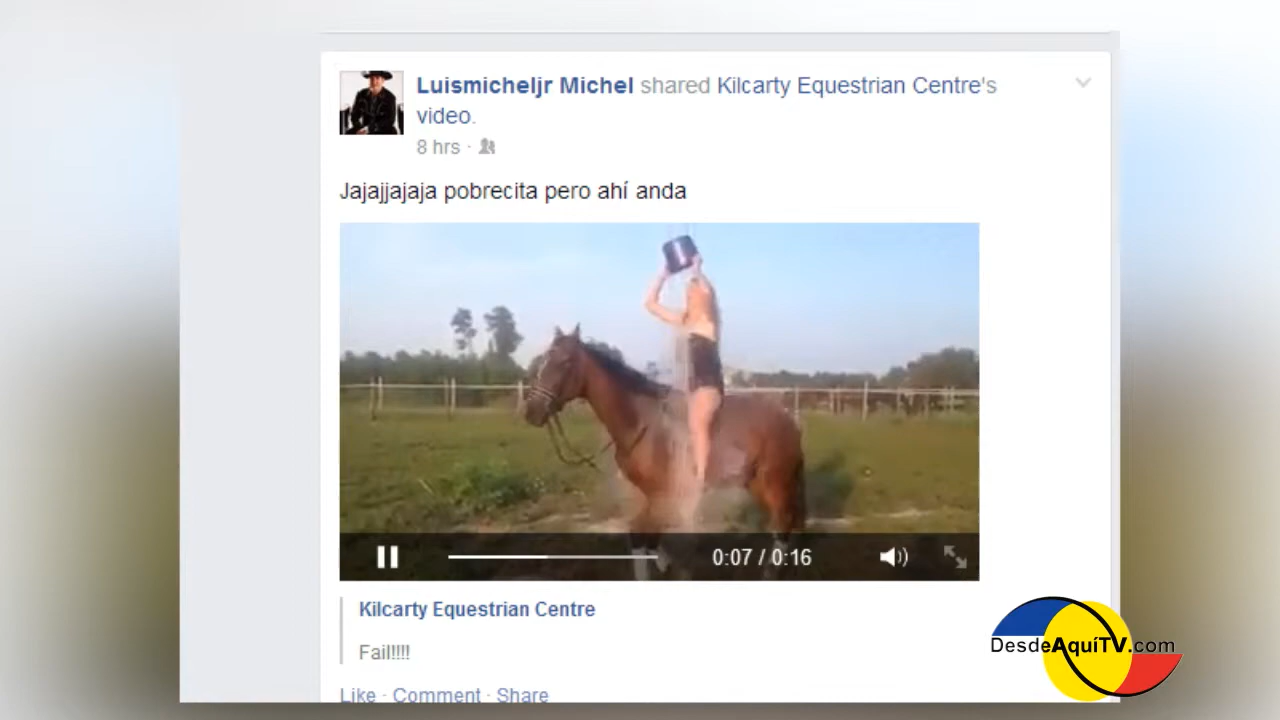 Luismicheljr Michel shared Kilcarty Equestrian Centre's
video.
8 hrs ·
Jajajjajaja pobrecita pero ahí anda
0:07 / 0:16
Kilcarty Equestrian Centre
Fail!!!!
Like · Comment · Share
DesdeAquíTV.com